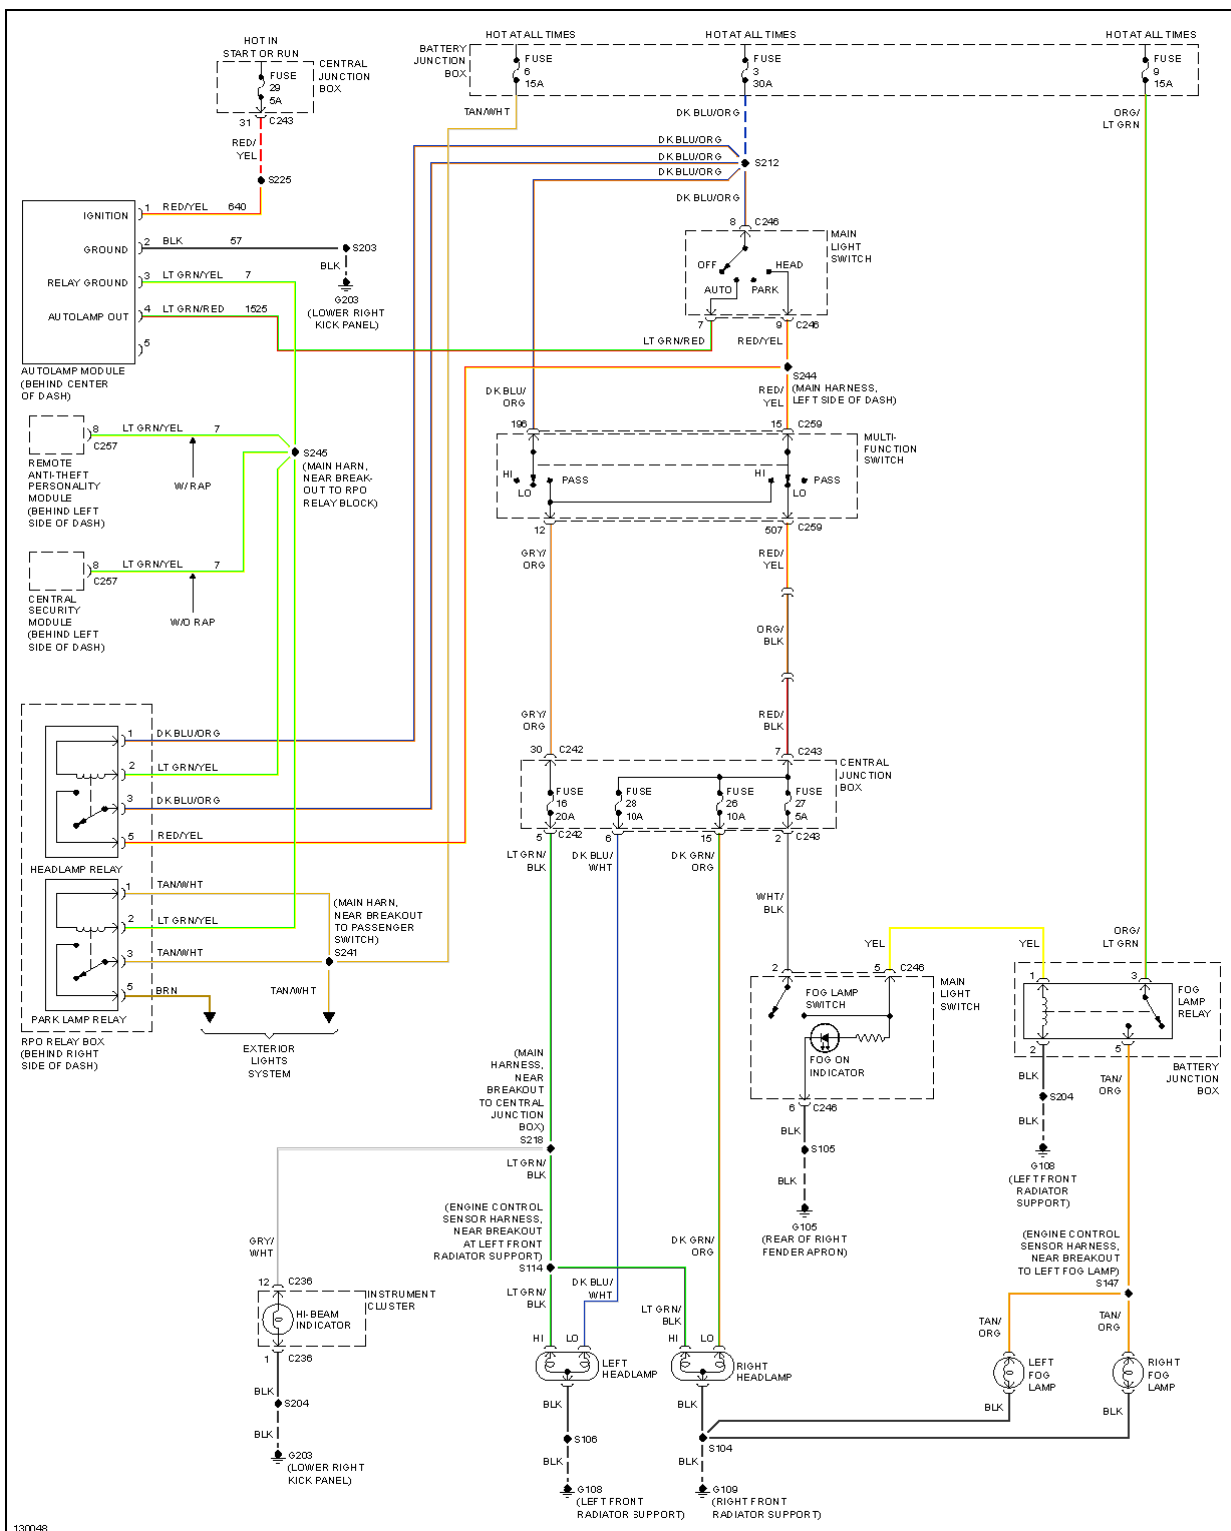 HOT IN
START OR RUN
FUSE
29
5A
CENTRAL
JUNCTION
BOX
31 C243
RED/
YEL
S225
HOT AT ALL TIMES
HOT AT ALL TIMES
HOT AT ALL TIMES
BATTERY
JUNCTION
BOX
FUSE
6
15A
FUSE
3
30A
FUSE
9
15A
TAN/WHT
DK BLU/ORG
ORG/
LT GRN
DK BLU/ORG
DK BLU/ORG
DK BLU/ORG
S212
DK BLU/ORG
IGNITION
GROUND
RELAY GROUND
AUTOLAMP OUT
1 RED/YEL 640
2 BLK 57
3 LT GRN/YEL 7
4 LT GRN/RED 1525
5
AUTOLAMP MODULE
(BEHIND CENTER
OF DASH)
S203
BLK
G203
(LOWER RIGHT
KICK PANEL)
8 C246
MAIN
LIGHT
SWITCH
OFF
HEAD
AUTO
PARK
7 9 C246
LT GRN/RED
RED/YEL
S244
(MAIN HARNESS,
LEFT SIDE OF DASH)
DK BLU/
ORG
RED/
YEL
196 15 C259
MULTI-
FUNCTION
SWITCH
HI
LO
PASS
HI
LO
PASS
12 507 C259
GRY/
ORG
RED/
YEL
ORG/
BLK
GRY/
ORG
RED/
BLK
8 LT GRN/YEL 7
C257
REMOTE
ANTI-THEFT
PERSONALITY
MODULE
(BEHIND LEFT
SIDE OF DASH)
W/ RAP
S245
(MAIN HARN,
NEAR BREAK-
OUT TO RPO
RELAY BLOCK)
8 LT GRN/YEL 7
C257
CENTRAL
SECURITY
MODULE
(BEHIND LEFT
SIDE OF DASH)
W/O RAP
1 DK BLU/ORG
2 LT GRN/YEL
3 DK BLU/ORG
5 RED/YEL
HEADLAMP RELAY
1 TAN/WHT
2 LT GRN/YEL
3 TAN/WHT
5 BRN
PARK LAMP RELAY
RPO RELAY BOX
(BEHIND RIGHT
SIDE OF DASH)
(MAIN HARN,
NEAR BREAKOUT
TO PASSENGER
SWITCH)
S241
TAN/WHT
EXTERIOR
LIGHTS
SYSTEM
30 C242 7 C243
CENTRAL
JUNCTION
BOX
FUSE
16
20A
FUSE
28
10A
FUSE
26
10A
FUSE
27
5A
5 C242 6 15 2 C243
LT GRN/
BLK
DK BLU/
WHT
DK GRN/
ORG
WHT/
BLK
YEL
YEL
ORG/
LT GRN
2 5 C246
MAIN
LIGHT
SWITCH
FOG LAMP
SWITCH
FOG ON
INDICATOR
6 C246
BLK
S105
BLK
G105
(REAR OF RIGHT
FENDER APRON)
1 3
FOG
LAMP
RELAY
2 5
BATTERY
JUNCTION
BOX
BLK
S204
BLK
G108
(LEFT FRONT
RADIATOR
SUPPORT)
TAN/
ORG
(ENGINE CONTROL
SENSOR HARNESS,
NEAR BREAKOUT
TO LEFT FOG LAMP)
S147
TAN/
ORG
TAN/
ORG
LEFT
FOG
LAMP
RIGHT
FOG
LAMP
BLK
BLK
(MAIN
HARNESS,
NEAR
BREAKOUT
TO CENTRAL
JUNCTION
BOX)
S218
LT GRN/
BLK
(ENGINE CONTROL
SENSOR HARNESS,
NEAR BREAKOUT
AT LEFT FRONT
RADIATOR SUPPORT)
S114
LT GRN/
BLK
DK BLU/
WHT
DK GRN/
ORG
LT GRN/
BLK
GRY/
WHT
12 C236
INSTRUMENT
CLUSTER
HI-BEAM
INDICATOR
1 C236
BLK
S204
BLK
G203
(LOWER RIGHT
KICK PANEL)
HI LO
LEFT
HEADLAMP
HI LO
RIGHT
HEADLAMP
BLK
S106
BLK
G108
(LEFT FRONT
RADIATOR SUPPORT)
BLK
S104
BLK
G109
(RIGHT FRONT
RADIATOR SUPPORT)
130048